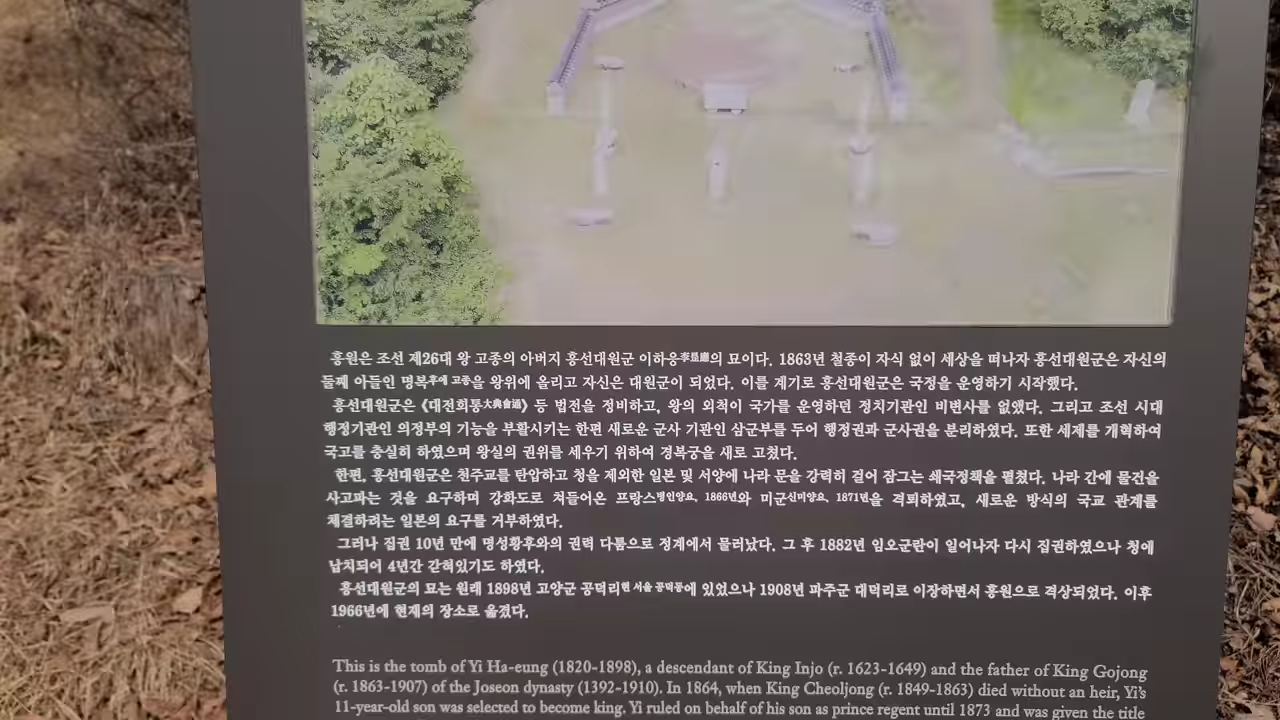 흥원은 조선 제26대 왕 고종의 아버지 흥선대원군 이하응李昰應의 묘이다. 1863년 철종이 자식 없이 세상을 떠나자 흥선대원군은 자신의
둘째 아들인 명복후에 고종을 왕위에 올리고 자신은 대원군이 되었다. 이를 계기로 흥선대원군은 국정을 운영하기 시작했다.
흥선대원군은 《대전회통大典會通》 등 법전을 정비하고, 왕의 외척이 국가를 운영하던 정치기관인 비변사를 없앴다. 그리고 조선 시대
행정기관인 의정부의 기능을 부활시키는 한편 새로운 군사 기관인 삼군부를 두어 행정권과 군사권을 분리하였다. 또한 세제를 개혁하여
국고를 충실히 하였으며 왕실의 권위를 세우기 위하여 경복궁을 새로 고쳤다.
한편, 흥선대원군은 천주교를 탄압하고 청을 제외한 일본 및 서양에 나라 문을 강력히 걸어 잠그는 쇄국정책을 펼쳤다. 나라 간에 물건을
사고파는 것을 요구하며 강화도로 쳐들어온 프랑스병인양요, 1866년와 미군신미양요, 1871년을 격퇴하였고, 새로운 방식의 국교 관계를
체결하려는 일본의 요구를 거부하였다.
그러나 집권 10년 만에 명성황후와의 권력 다툼으로 정계에서 물러났다. 그 후 1882년 임오군란이 일어나자 다시 집권하였으나 청에
납치되어 4년간 갇혀있기도 하였다.
흥선대원군의 묘는 원래 1898년 고양군 공덕리현 서울 공덕동에 있었으나 1908년 파주군 대덕리로 이장하면서 흥원으로 격상되었다. 이후
1966년에 현재의 장소로 옮겼다.
This is the tomb of Yi Ha-eung (1820-1898), a descendant of King Injo (r. 1623-1649) and the father of King Gojong
(r. 1863-1907) of the Joseon dynasty (1392-1910). In 1864, when King Cheoljong (r. 1849-1863) died without an heir, Yi's
11-year-old son was selected to become king. Yi ruled on behalf of his son as prince regent until 1873 and was given the title